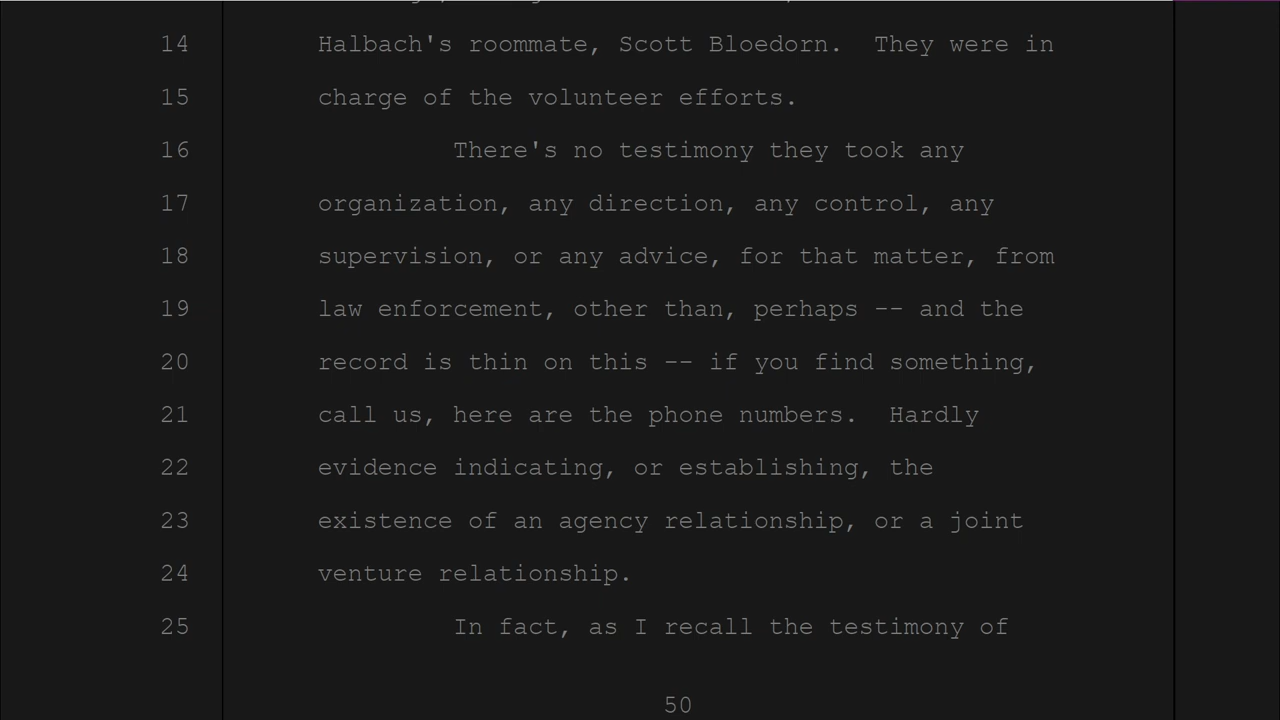 14 Halbach's roommate, Scott Bloedorn.  They were in
15 charge of the volunteer efforts.
16 There's no testimony they took any
17 organization, any direction, any control, any
18 supervision, or any advice, for that matter, from
19 law enforcement, other than, perhaps -- and the
20 record is thin on this -- if you find something,
21 call us, here are the phone numbers.  Hardly
22 evidence indicating, or establishing, the
23 existence of an agency relationship, or a joint
24 venture relationship.
25 In fact, as I recall the testimony of
50